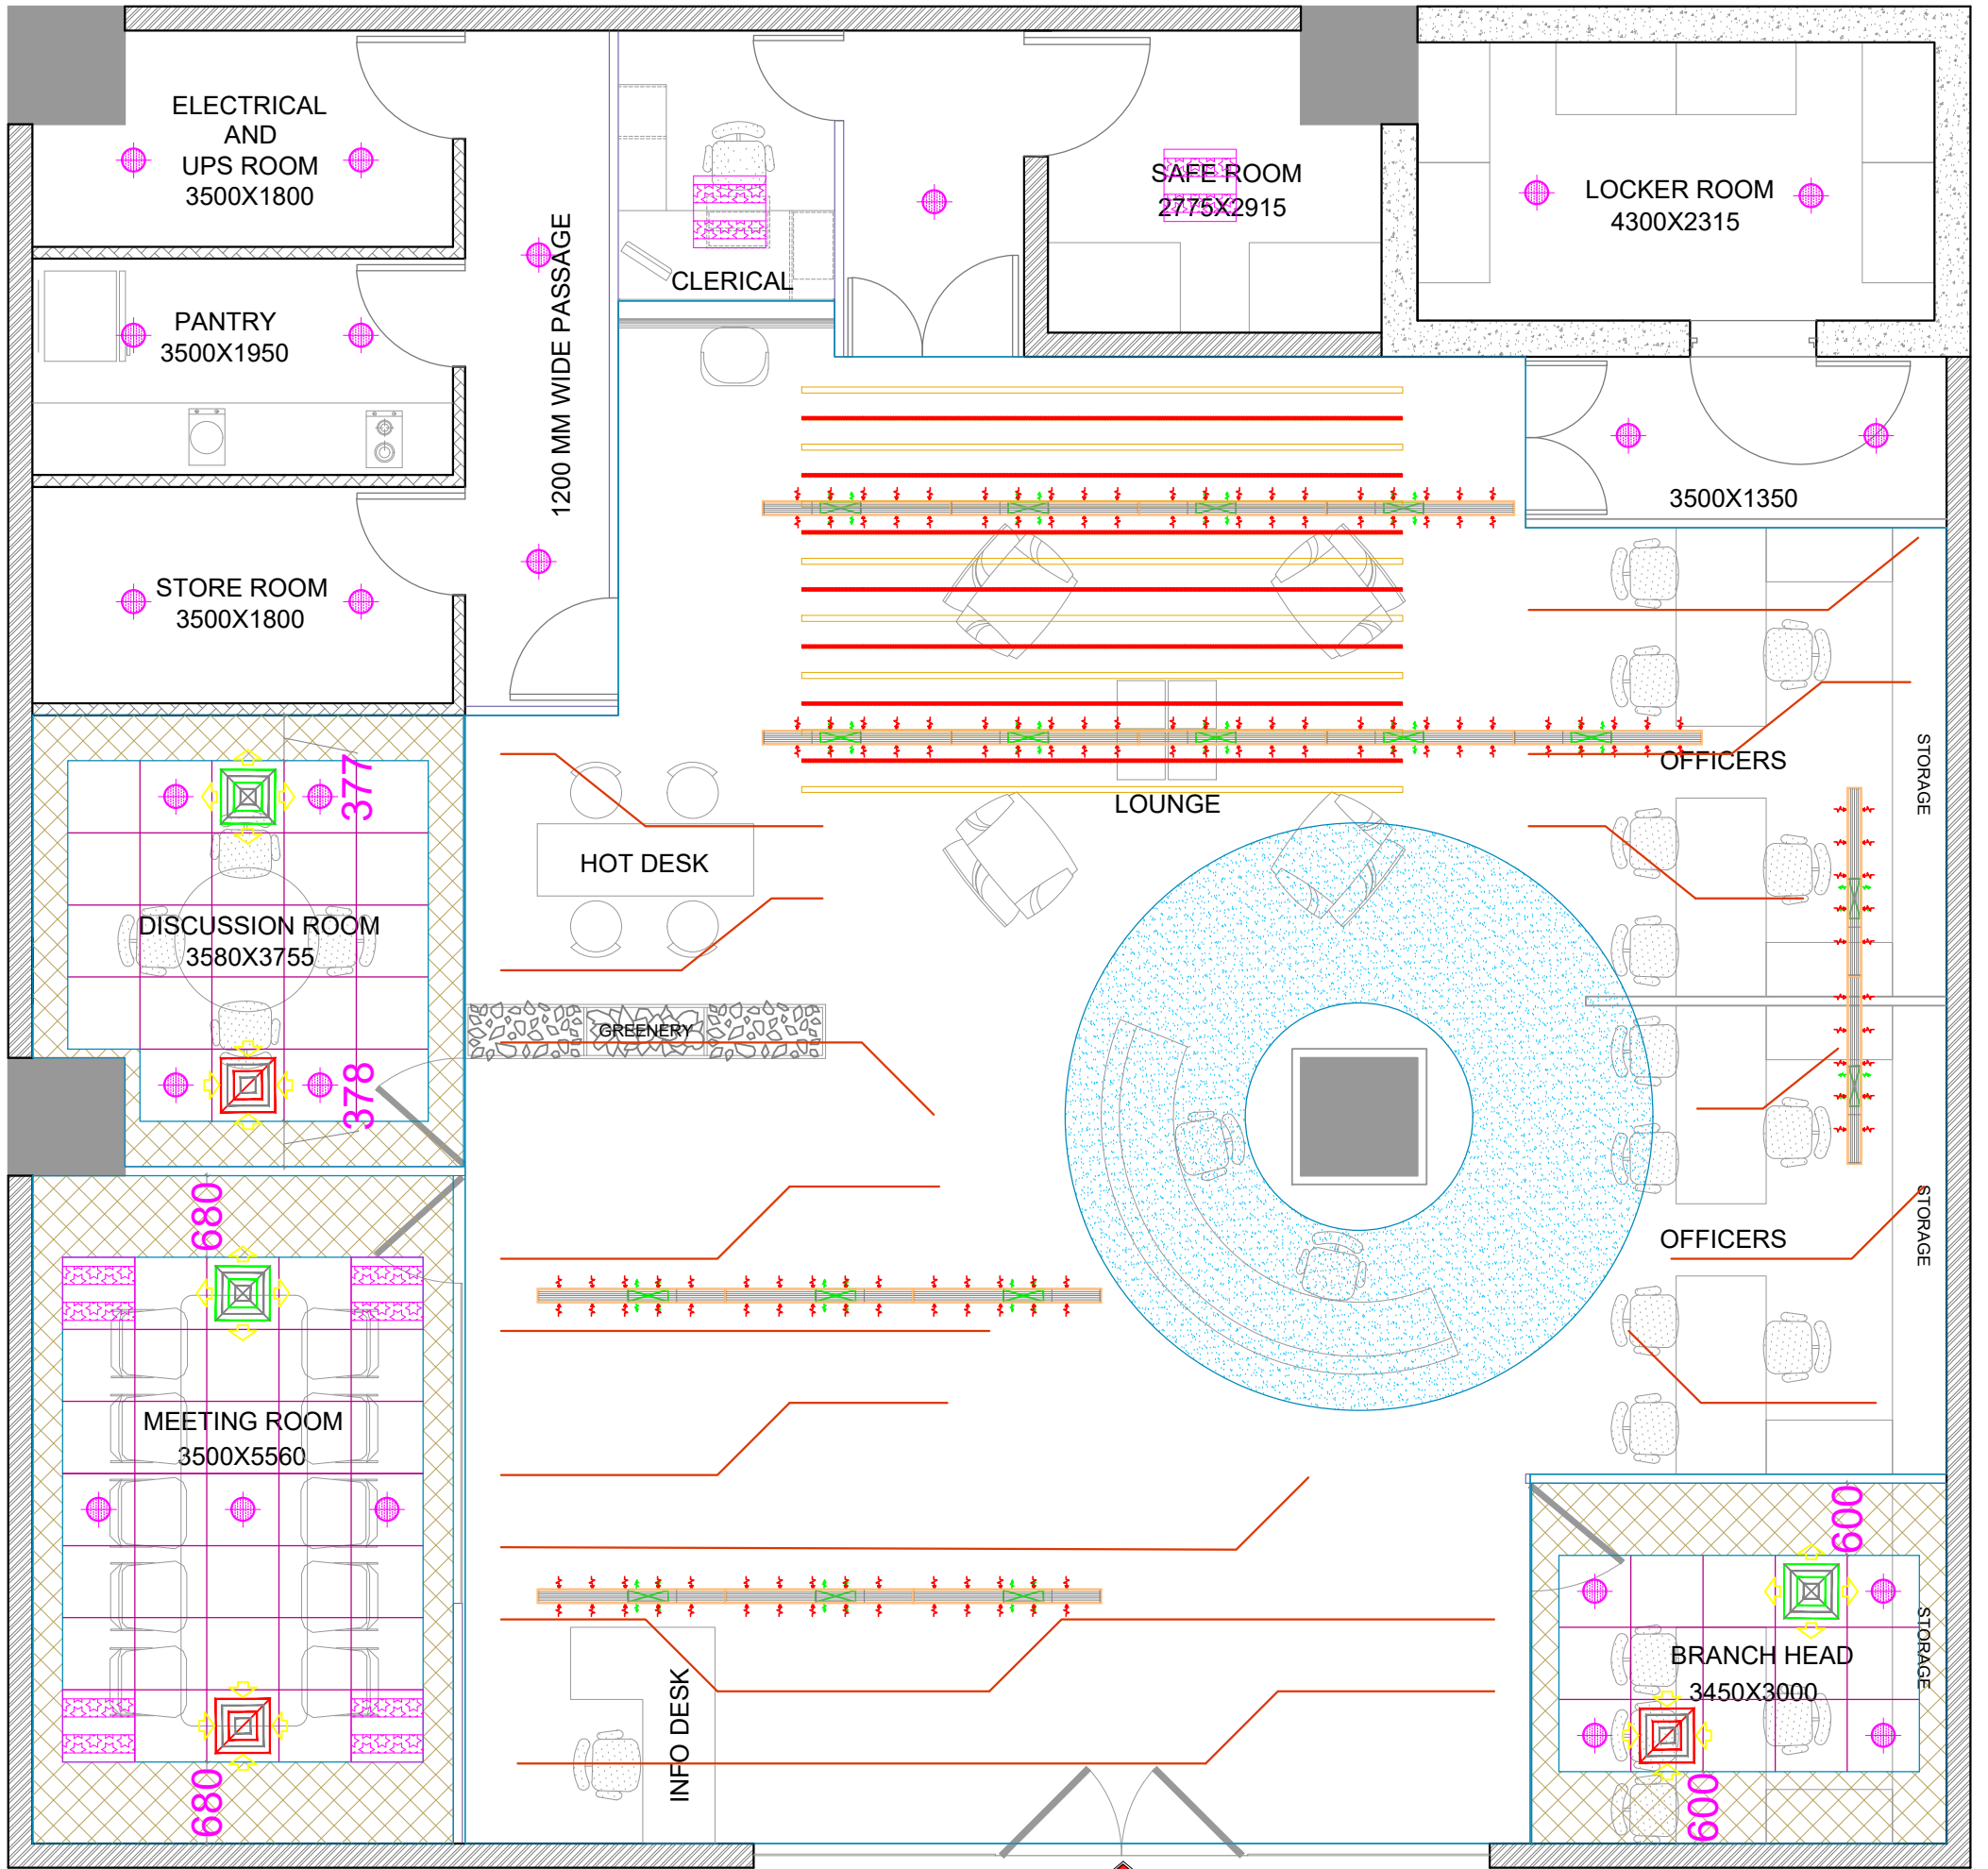 ELECTRICAL
AND
UPS ROOM
3500X1800
SAFE ROOM
2775X2915
LOCKER ROOM
4300X2315
CLERICAL
1200 MM WIDE PASSAGE
PANTRY
3500X1950
3500X1350
STORE ROOM
3500X1800
377
OFFICERS
STORAGE
LOUNGE
HOT DESK
DISCUSSION ROOM
3580X3755
GREENERY
378
680
OFFICERS
STORAGE
MEETING ROOM
3500X5560
600
BRANCH HEAD
3450X3000
STORAGE
INFO DESK
680
600